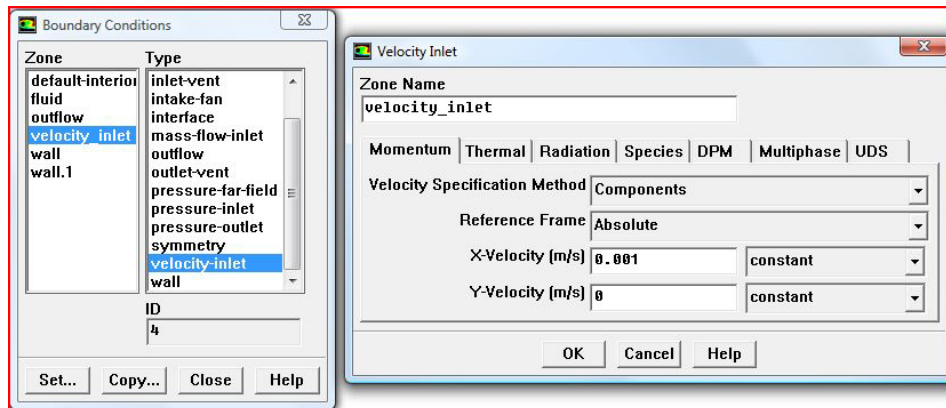 Boundary Conditions
Zone
default-interior
fluid
outflow
velocity_inlet
wall
wall.1
Type
inlet-vent
intake-fan
interface
mass-flow-inlet
outflow
outlet-vent
pressure-far-field
pressure-inlet
pressure-outlet
symmetry
velocity-inlet
wall
ID
4
Set... Copy... Close Help
Velocity Inlet
Zone Name
velocity_inlet
Momentum Thermal Radiation Species DPM Multiphase UDS
Velocity Specification Method Components
Reference Frame Absolute
X-Velocity (m/s) 0.001 constant
Y-Velocity (m/s) 0 constant
OK Cancel Help